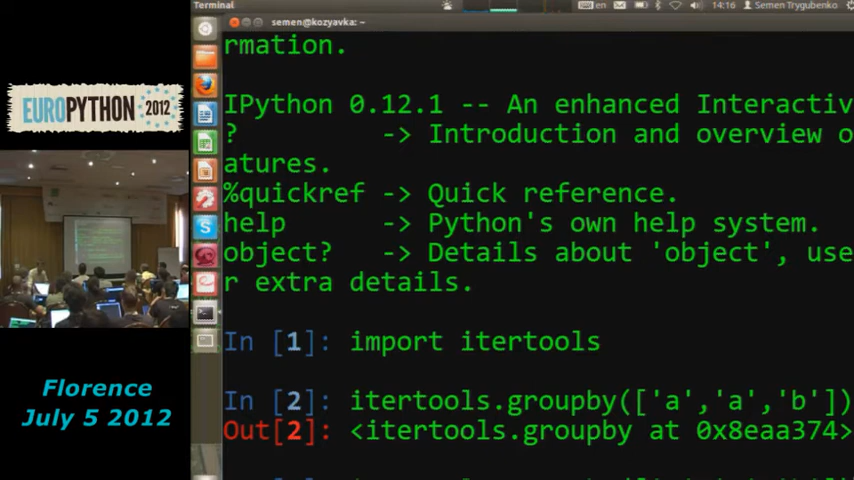 Terminal
en
14:16
Semen Trygubenko
semen@kozyavka: ~
EUROPYTHON 2012
rmation.
IPython 0.12.1 -- An enhanced Interactiv
? -> Introduction and overview o
atures.
%quickref -> Quick reference.
help -> Python's own help system.
object? -> Details about 'object', use
r extra details.
In [1]: import itertools
In [2]: itertools.groupby(['a','a','b'])
Out[2]: <itertools.groupby at 0x8eaa374>
Florence
July 5 2012